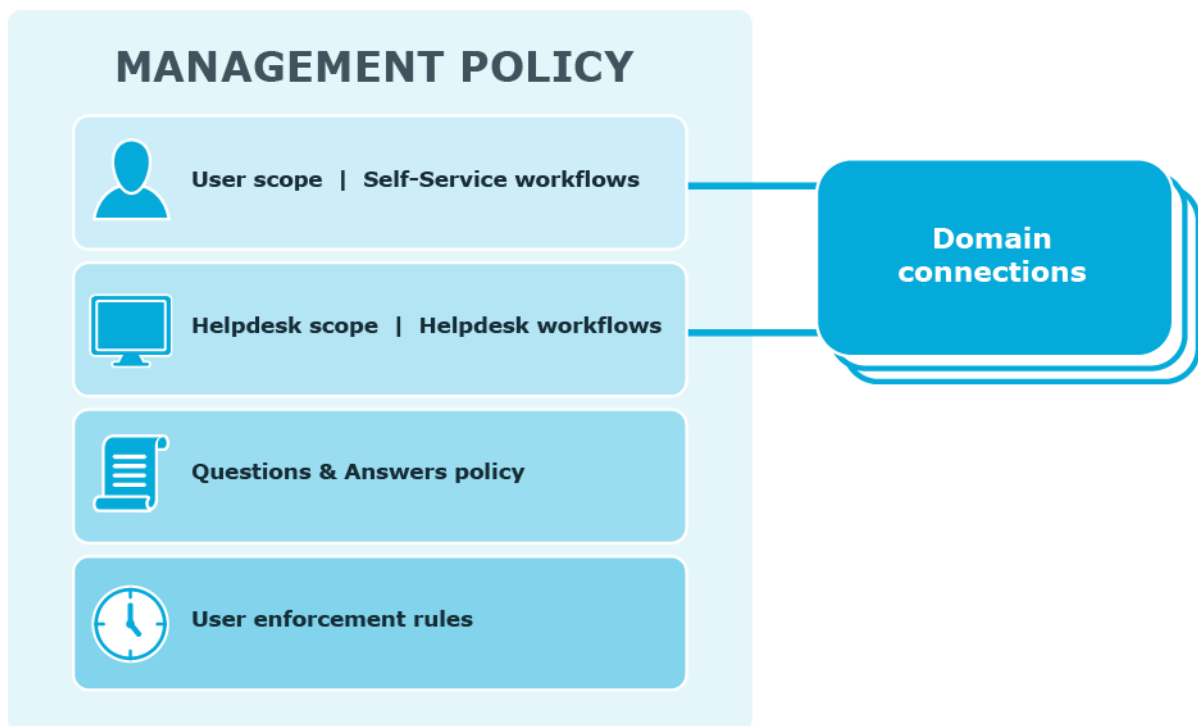 MANAGEMENT POLICY
User scope | Self-Service workflows
Domain
connections
Helpdesk scope | Helpdesk workflows
Questions & Answers policy
User enforcement rules